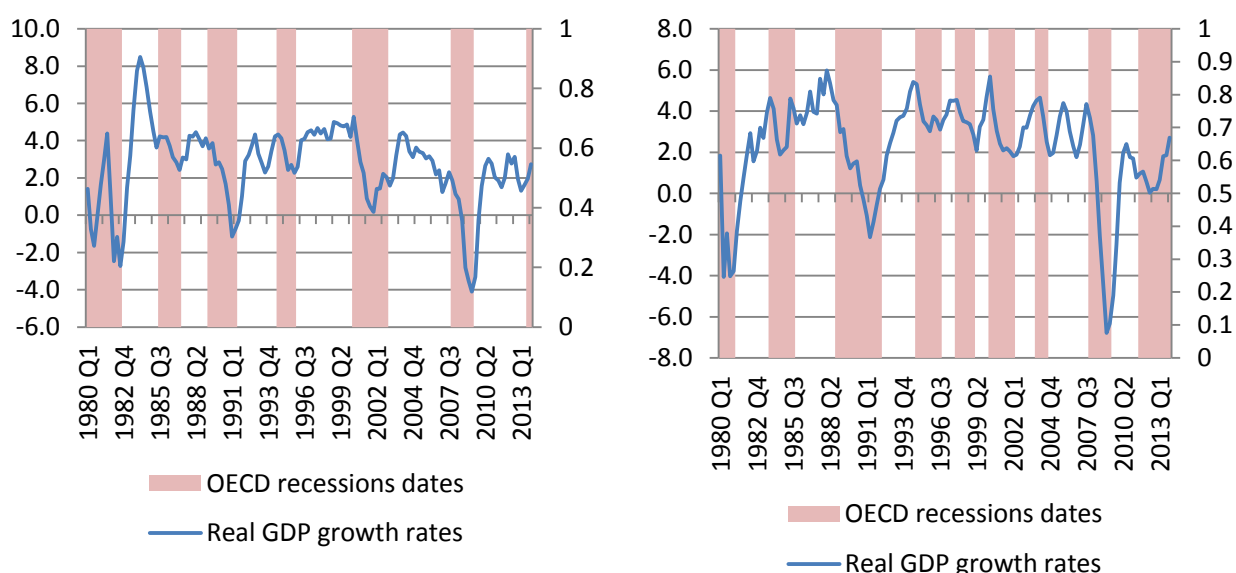 10.0
8.0
6.0
4.0
2.0
0.0
-2.0
-4.0
-6.0
1
0.8
0.6
0.4
0.2
0
1980 Q1
1982 Q4
1985 Q3
1988 Q2
1991 Q1
1993 Q4
1996 Q3
1999 Q2
2002 Q1
2004 Q4
2007 Q3
2010 Q2
2013 Q1
OECD recessions dates
Real GDP growth rates
8.0
6.0
4.0
2.0
0.0
-2.0
-4.0
-6.0
-8.0
1
0.9
0.8
0.7
0.6
0.5
0.4
0.3
0.2
0.1
0
1980 Q1
1982 Q4
1985 Q3
1988 Q2
1991 Q1
1993 Q4
1996 Q3
1999 Q2
2002 Q1
2004 Q4
2007 Q3
2010 Q2
2013 Q1
OECD recessions dates
Real GDP growth rates